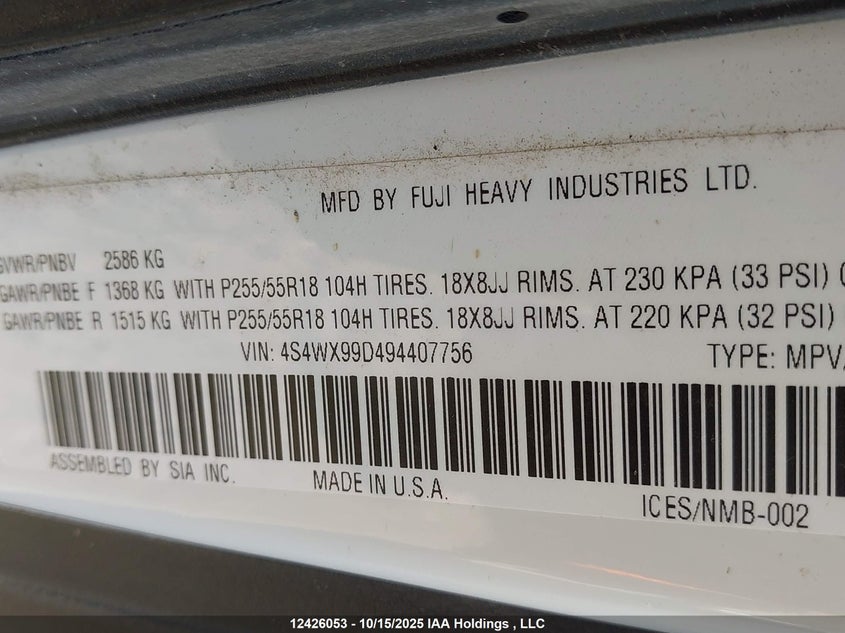 MFD BY FUJI HEAVY INDUSTRIES LTD.
GVWR/PNBV 2586 KG
GAWR/PNBE F 1368 KG WITH P255/55R18 104H TIRES. 18X8JJ RIMS. AT 230 KPA (33 PSI)
GAWR/PNBE R 1515 KG WITH P255/55R18 104H TIRES. 18X8JJ RIMS. AT 220 KPA (32 PSI)
VIN: 4S4WX99D494407756 TYPE: MPV
ASSEMBLED BY SIA INC. MADE IN U.S.A. ICES/NMB-002
12426053 - 10/15/2025 IAA Holdings , LLC